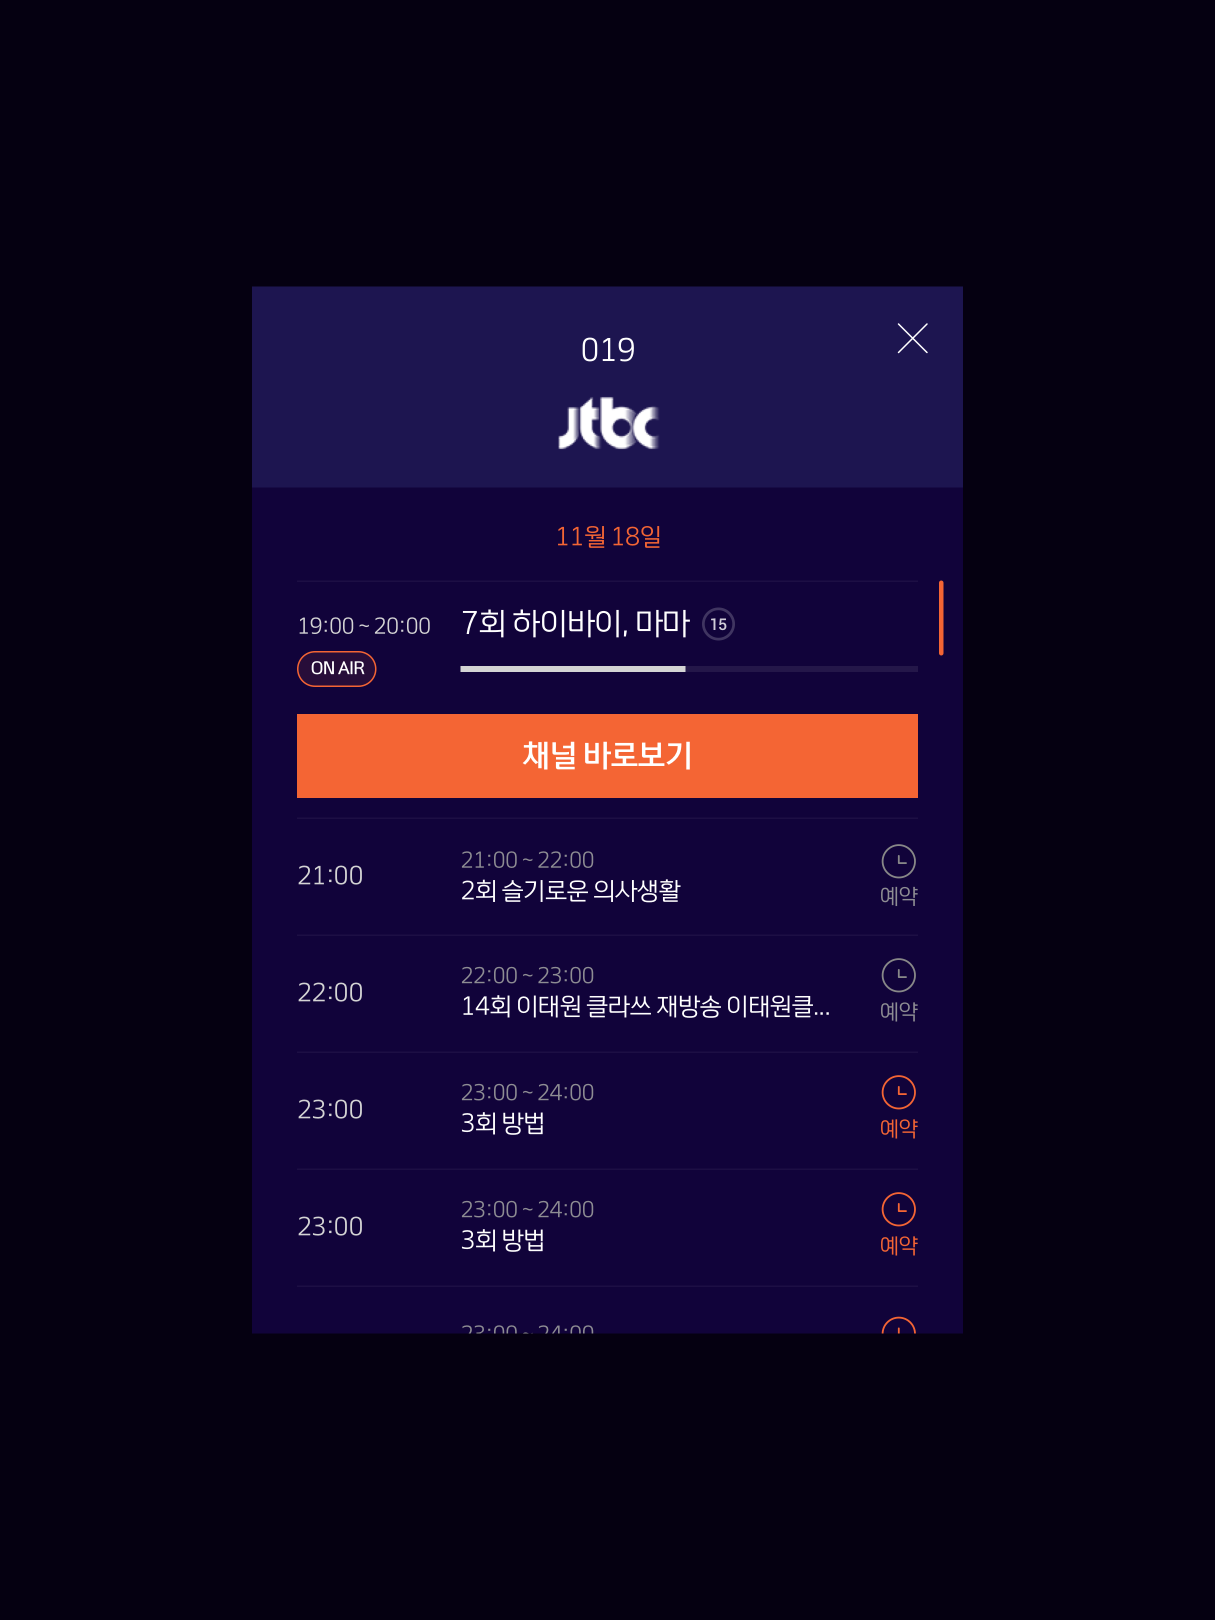 019
jtbc
11월 18일
19:00 ~ 20:00
7회 하이바이, 마마 15
ON AIR
채널 바로보기
21:00
21:00 ~ 22:00
2회 슬기로운 의사생활
예약
22:00
22:00 ~ 23:00
14회 이태원 클라쓰 재방송 이태원클...
예약
23:00
23:00 ~ 24:00
3회 방법
예약
23:00
23:00 ~ 24:00
3회 방법
예약
23:00 ~ 24:00